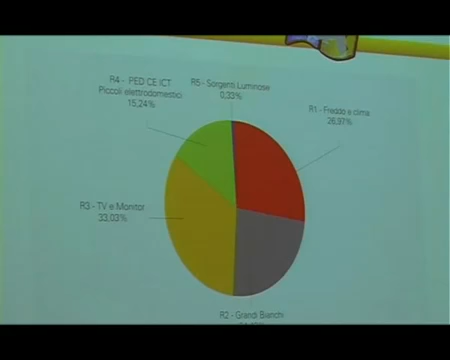 R4 - PED CE ICT
Piccoli elettrodomestici
15,24%
R5 - Sorgenti Luminose
0,33%
R1 - Freddo e clima
26,97%
R3 - TV e Monitor
33,03%
R2 - Grandi Bianchi